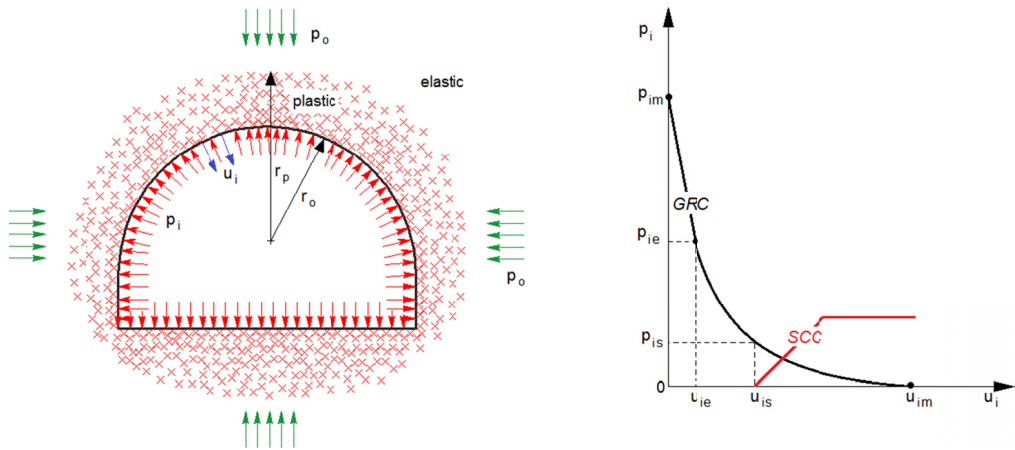 p o
elastic
plastic
u i
r p
r o
p i
p o
p i
p im
GRC
p ie
p is
SCC
0
u ie
u is
u im
u i